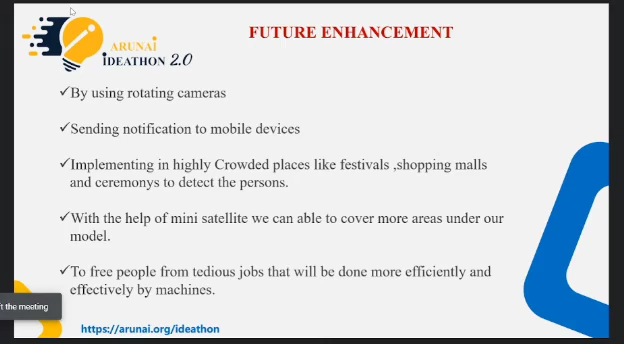 ARUNAI
IDEATHON 2.0
FUTURE ENHANCEMENT
✓By using rotating cameras
✓Sending notification to mobile devices
✓Implementing in highly Crowded places like festivals ,shopping malls
and ceremonys to detect the persons.
✓With the help of mini satellite we can able to cover more areas under our
model.
✓To free people from tedious jobs that will be done more efficiently and
effectively by machines.
the meeting
https://arunai.org/ideathon